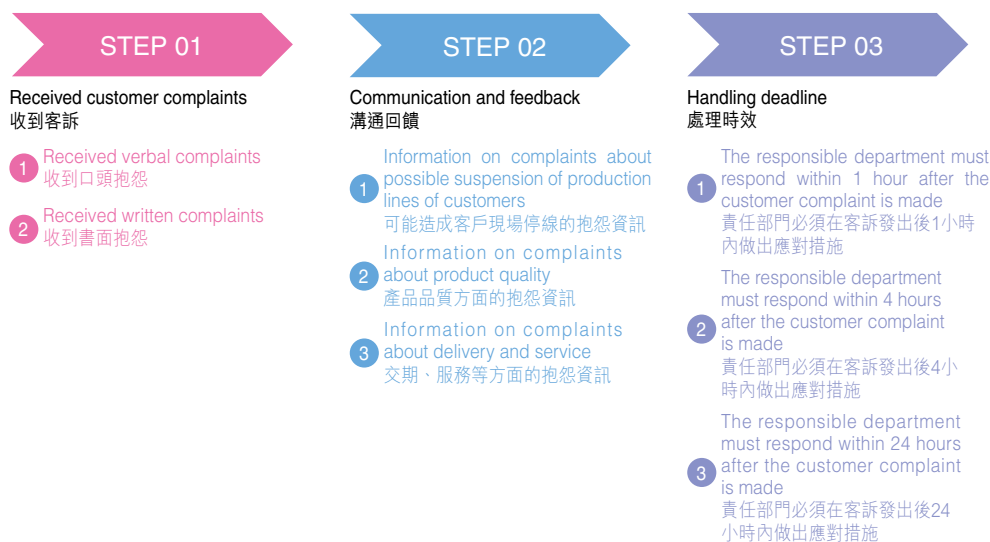 STEP 01
Received customer complaints
收到客訴
1
Received verbal complaints
收到口頭抱怨
2
Received written complaints
收到書面抱怨
STEP 02
Communication and feedback
溝通回饋
1
Information on complaints about
possible suspension of production
lines of customers
可能造成客戶現場停線的抱怨資訊
2
Information on complaints
about product quality
產品品質方面的抱怨資訊
3
Information on complaints
about delivery and service
交期、服務等方面的抱怨資訊
STEP 03
Handling deadline
處理時效
1
The responsible department must
respond within 1 hour after the
customer complaint is made
責任部門必須在客訴發出後1小時
內做出應對措施
2
The responsible department
must respond within 4 hours
after the customer complaint
is made
責任部門必須在客訴發出後4小
時內做出應對措施
3
The responsible department
must respond within 24 hours
after the customer complaint
is made
責任部門必須在客訴發出後24
小時內做出應對措施